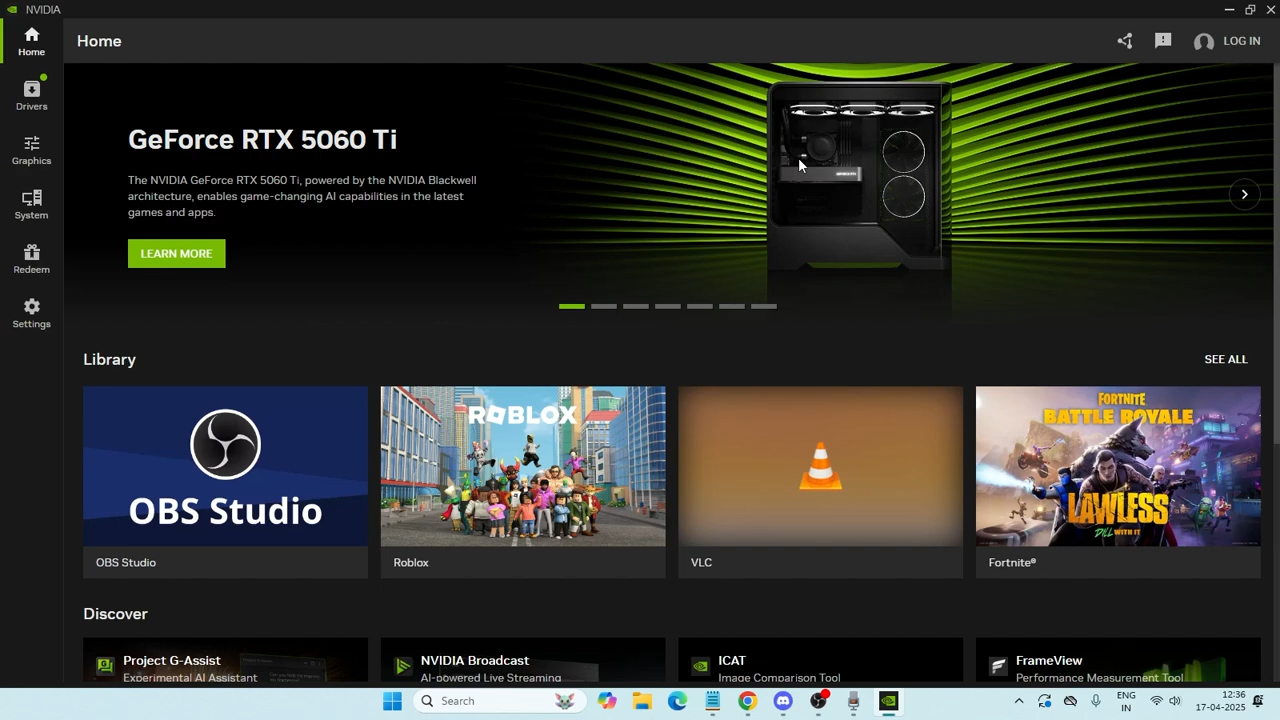 NVIDIA
Home
Home
LOG IN
Drivers
Graphics
System
Redeem
Settings
GeForce RTX 5060 Ti
The NVIDIA GeForce RTX 5060 Ti, powered by the NVIDIA Blackwell
architecture, enables game-changing AI capabilities in the latest
games and apps.
LEARN MORE
Library
SEE ALL
OBS Studio
OBS Studio
ROBLOX
Roblox
VLC
FORTNITE
BATTLE ROYALE
LAWLESS
DILL WITH IT
Fortnite®
Discover
Project G-Assist
Experimental AI Assistant
NVIDIA Broadcast
AI-powered Live Streaming
ICAT
Image Comparison Tool
FrameView
Performance Measurement Tool
Search
ENG
IN
12:36
17-04-2025